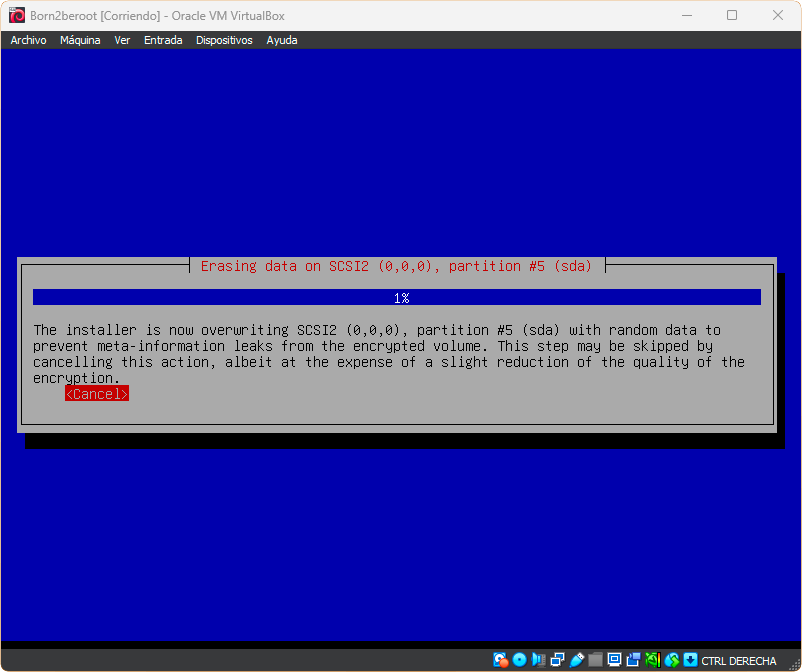 Born2beroot [Corriendo] - Oracle VM VirtualBox
Archivo Máquina Ver Entrada Dispositivos Ayuda
Erasing data on SCSI2 (0,0,0), partition #5 (sda)
1%
The installer is now overwriting SCSI2 (0,0,0), partition #5 (sda) with random data to
prevent meta-information leaks from the encrypted volume. This step may be skipped by
cancelling this action, albeit at the expense of a slight reduction of the quality of the
encryption.
<Cancel>
CTRL DERECHA